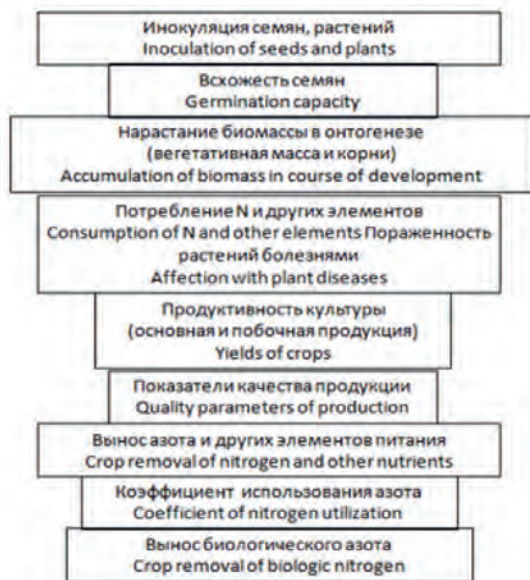 Инокуляция семян, растений
Inoculation of seeds and plants
Всхожесть семян
Germination capacity
Нарастание биомассы в онтогенезе
(вегетативная масса и корни)
Accumulation of biomass in course of development
Потребление N и других элементов
Consumption of N and other elements Пораженность
растений болезнями
Affection with plant diseases
Продуктивность культуры
(основная и побочная продукция)
Yields of crops
Показатели качества продукции
Quality parameters of production
Вынос азота и других элементов питания
Crop removal of nitrogen and other nutrients
Коэффициент использования азота
Coefficient of nitrogen utilization
Вынос биологического азота
Crop removal of biologic nitrogen